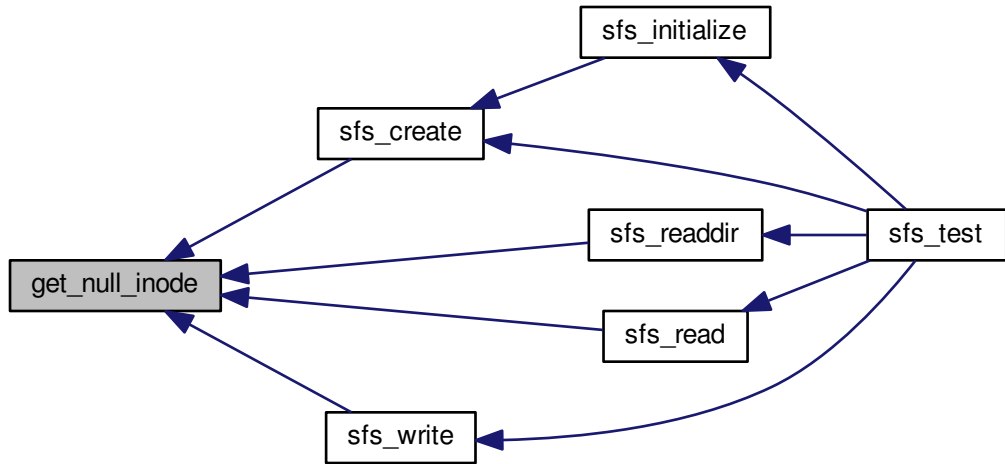 sfs_initialize
sfs_create
sfs_readdir
sfs_test
get_null_inode
sfs_read
sfs_write